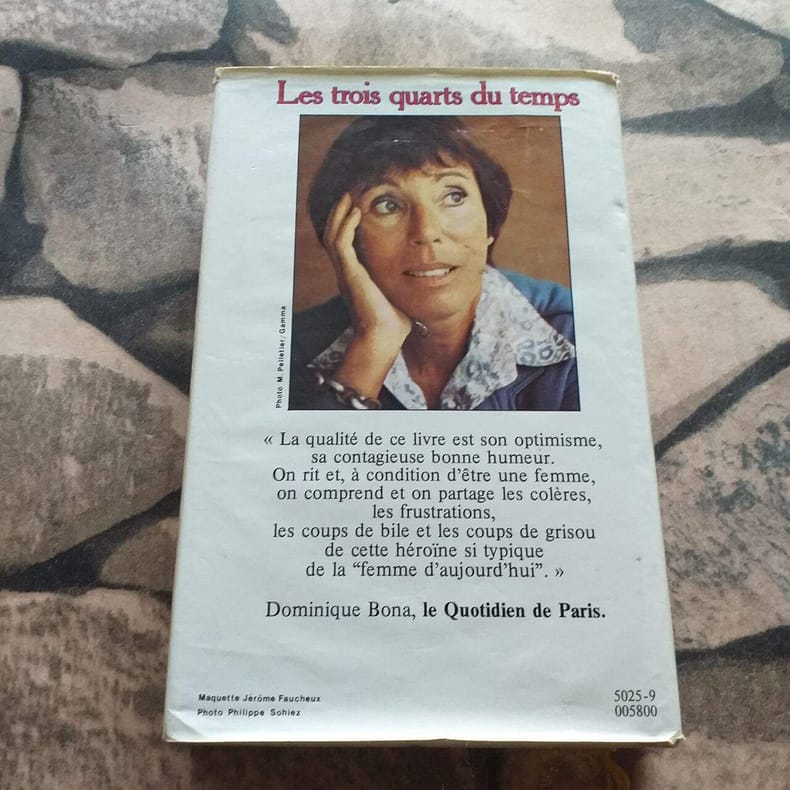 Les trois quarts du temps
Photo M. Pelletier/Gamma
« La qualité de ce livre est son optimisme,
sa contagieuse bonne humeur.
On rit et, à condition d'être une femme,
on comprend et on partage les colères,
les frustrations,
les coups de bile et les coups de grisou
de cette héroïne si typique
de la “femme d'aujourd'hui”. »
Dominique Bona, le Quotidien de Paris.
Maquette Jérôme Faucheux
Photo Philippe Sohiez
5025-9
005800